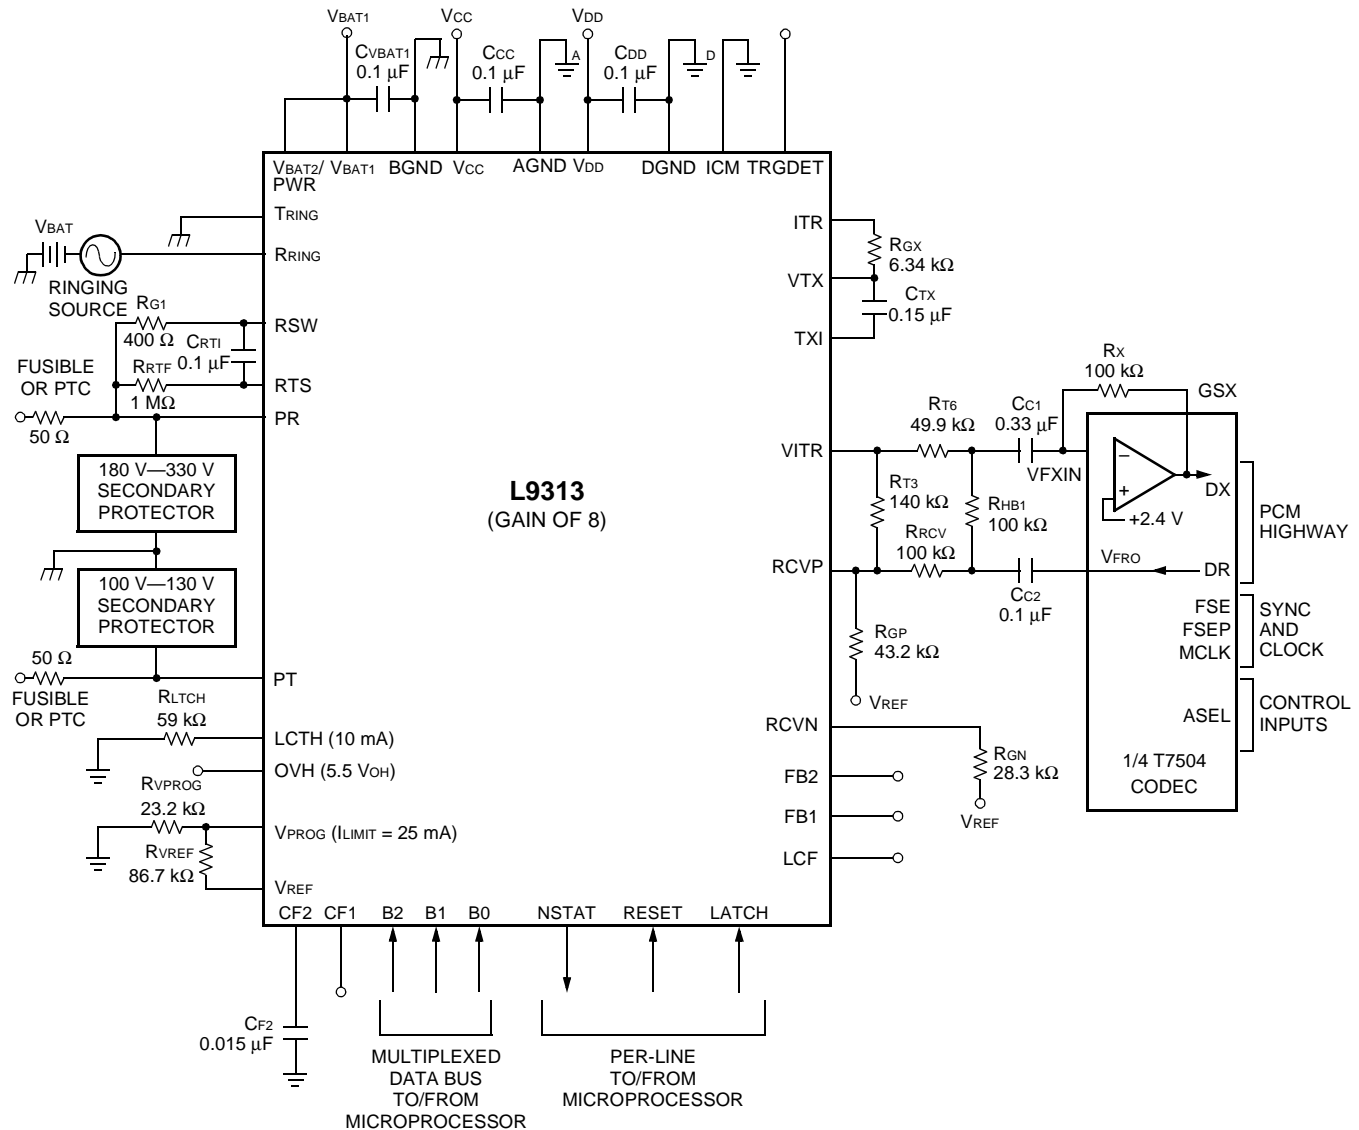 VBAT1
VCC
VDD
CVBAT1
0.1 µF
CCC
0.1 µF
A
CDD
0.1 µF
D
VBAT2/
PWR
VBAT1
BGND
VCC
AGND
VDD
DGND
ICM
TRGDET
TRING
VBAT
RRING
RINGING
SOURCE
RG1
400 Ω
RSW
CRTI
0.1 µF
RRTF
1 MΩ
RTS
FUSIBLE
OR PTC
50 Ω
PR
180 V—330 V
SECONDARY
PROTECTOR
100 V—130 V
SECONDARY
PROTECTOR
50 Ω
FUSIBLE
OR PTC
PT
RLTCH
59 kΩ
LCTH (10 mA)
OVH (5.5 VOH)
RVPROG
23.2 kΩ
VPROG (ILIMIT = 25 mA)
RVREF
86.7 kΩ
VREF
L9313
(GAIN OF 8)
ITR
RGX
6.34 kΩ
VTX
CTX
0.15 µF
TXI
RX
100 kΩ
GSX
RT6
49.9 kΩ
CC1
0.33 µF
VITR
VFXIN
–
+
+2.4 V
DX
PCM
HIGHWAY
RT3
140 kΩ
RHB1
100 kΩ
RRCV
100 kΩ
RCVP
CC2
0.1 µF
VFRO
DR
FSE
FSEP
MCLK
SYNC
AND
CLOCK
RGP
43.2 kΩ
VREF
ASEL
CONTROL
INPUTS
RCVN
RGN
28.3 kΩ
VREF
1/4 T7504
CODEC
FB2
FB1
LCF
CF2
CF1
B2
B1
B0
NSTAT
RESET
LATCH
CF2
0.015 µF
MULTIPLEXED
DATA BUS
TO/FROM
MICROPROCESSOR
PER-LINE
TO/FROM
MICROPROCESSOR